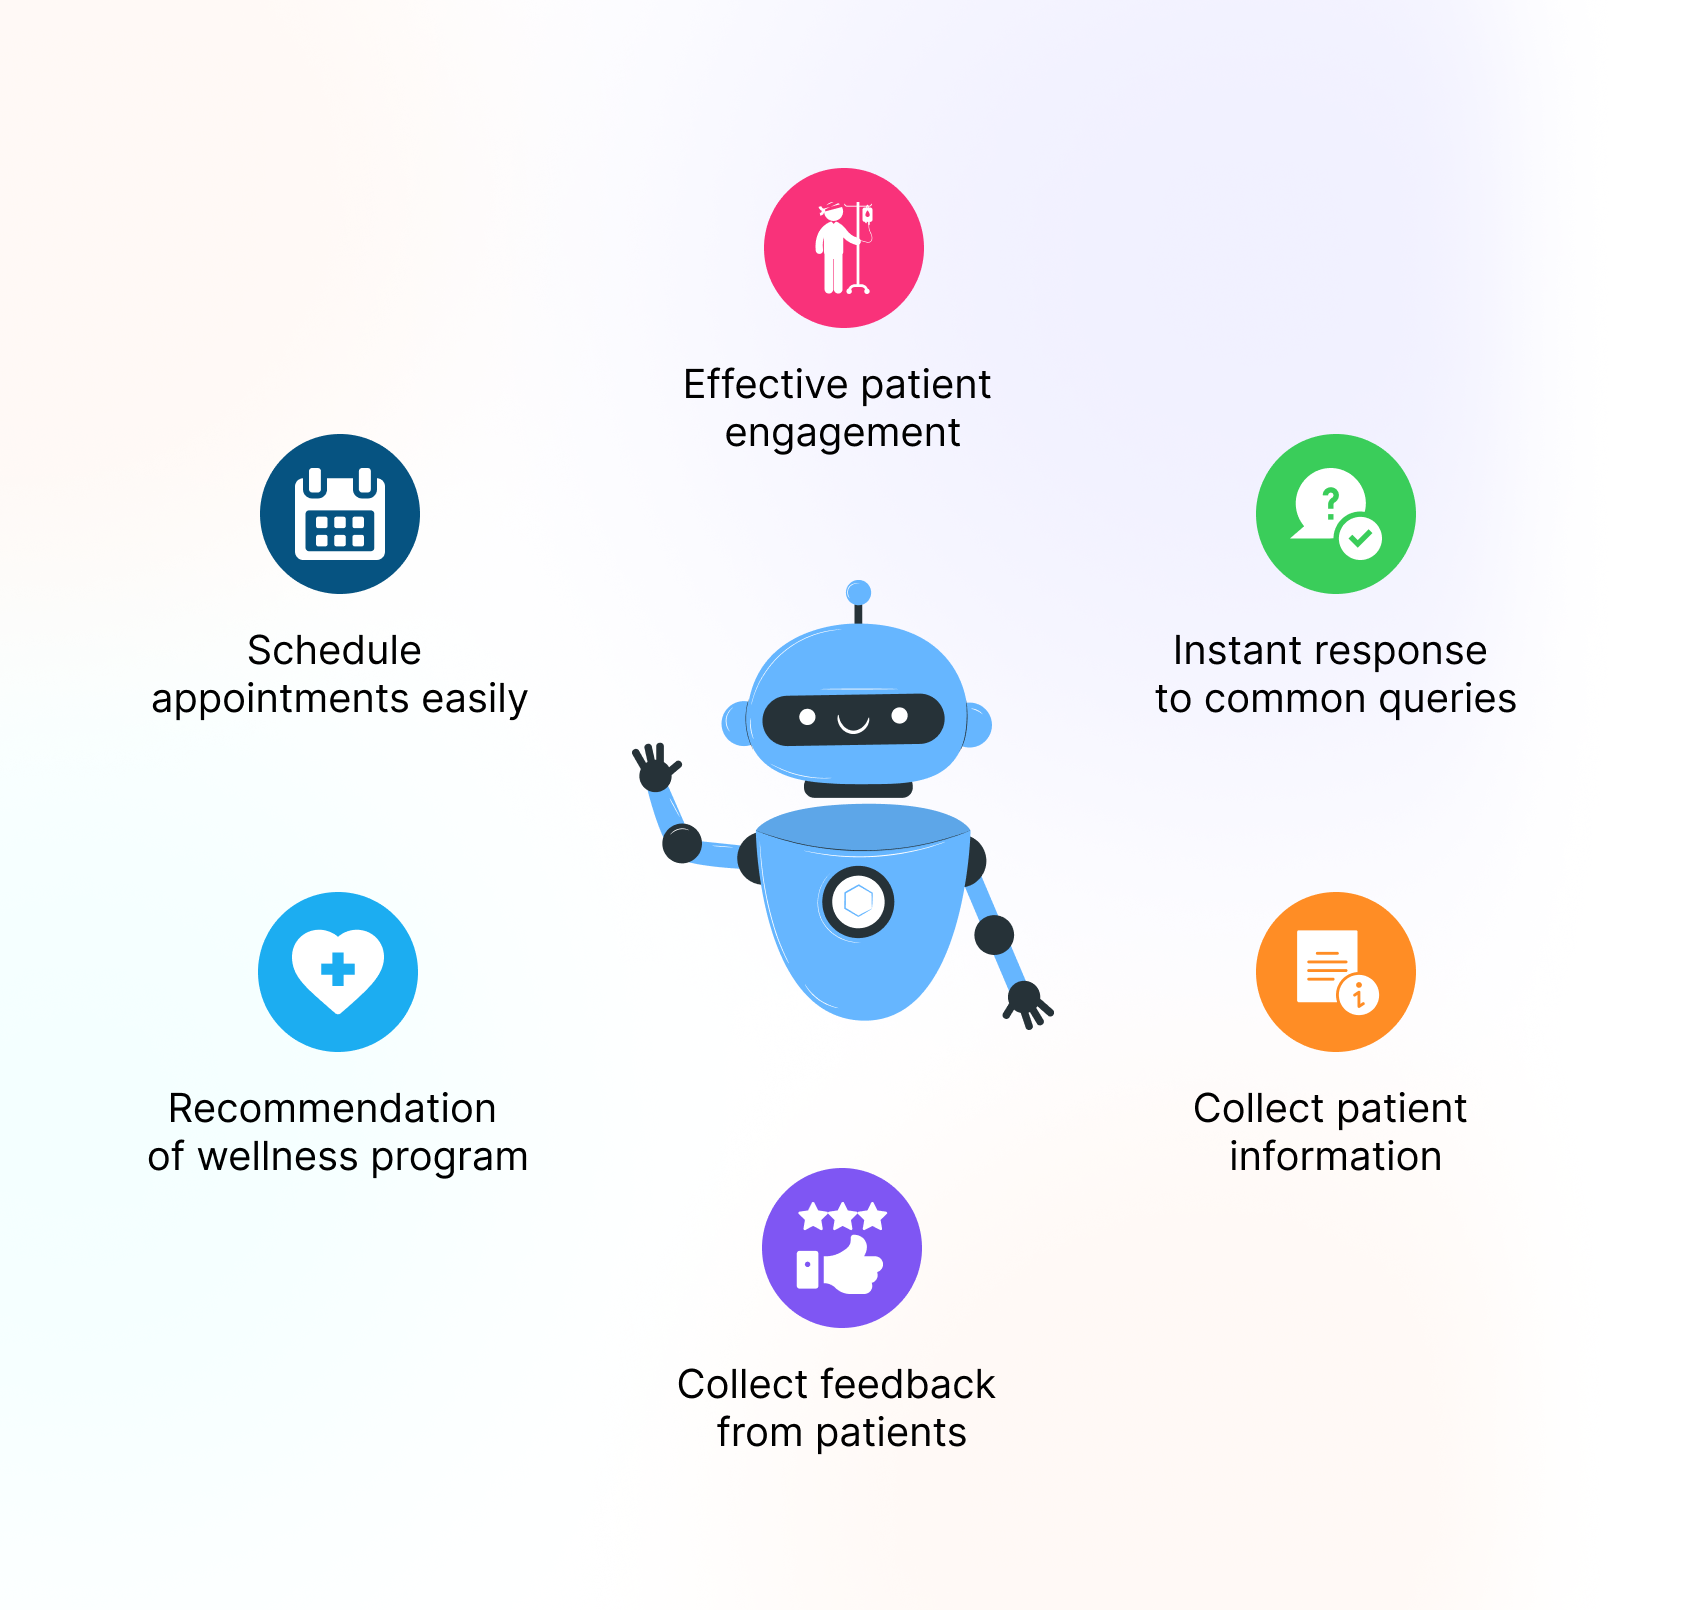 Effective patient
engagement
Schedule
appointments easily
Instant response
to common queries
Recommendation
of wellness program
Collect patient
information
Collect feedback
from patients